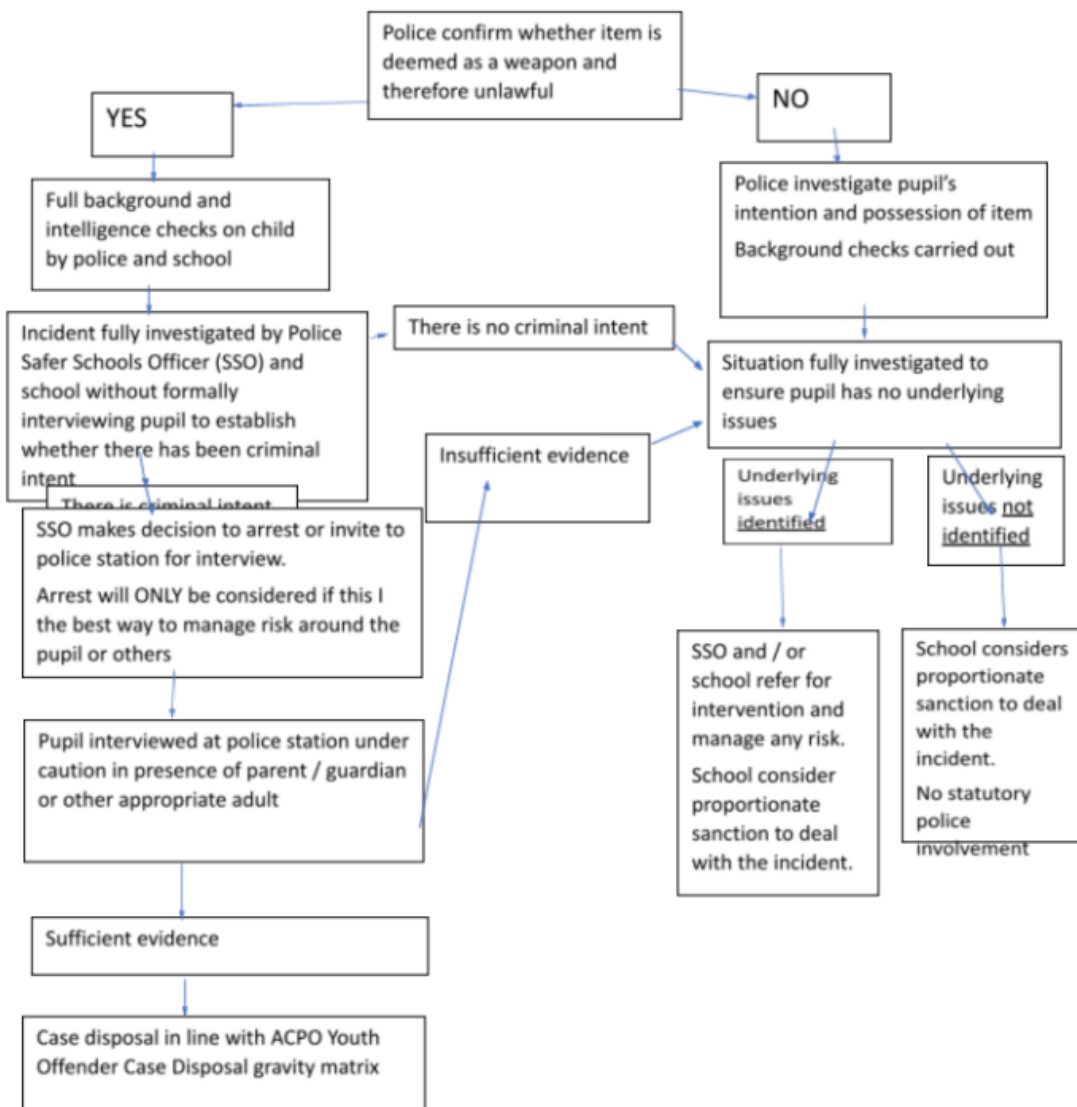 Police confirm whether item is
deemed as a weapon and
therefore unlawful
YES
NO
Full background and
intelligence checks on child
by police and school
Police investigate pupil's
intention and possession of item
Background checks carried out
Incident fully investigated by Police
Safer Schools Officer (SSO) and
school without formally
interviewing pupil to establish
whether there has been criminal
intent
There is no criminal intent
Situation fully investigated to
ensure pupil has no underlying
issues
There is criminal intent
Insufficient evidence
Underlying
issues
identified
Underlying
issues not
identified
SSO makes decision to arrest or invite to
police station for interview.
Arrest will ONLY be considered if this I
the best way to manage risk around the
pupil or others
SSO and / or
school refer for
intervention and
manage any risk.
School consider
proportionate
sanction to deal
with the incident.
School considers
proportionate
sanction to deal
with the
incident.
No statutory
police
involvement
Pupil interviewed at police station under
caution in presence of parent / guardian
or other appropriate adult
Sufficient evidence
Case disposal in line with ACPO Youth
Offender Case Disposal gravity matrix